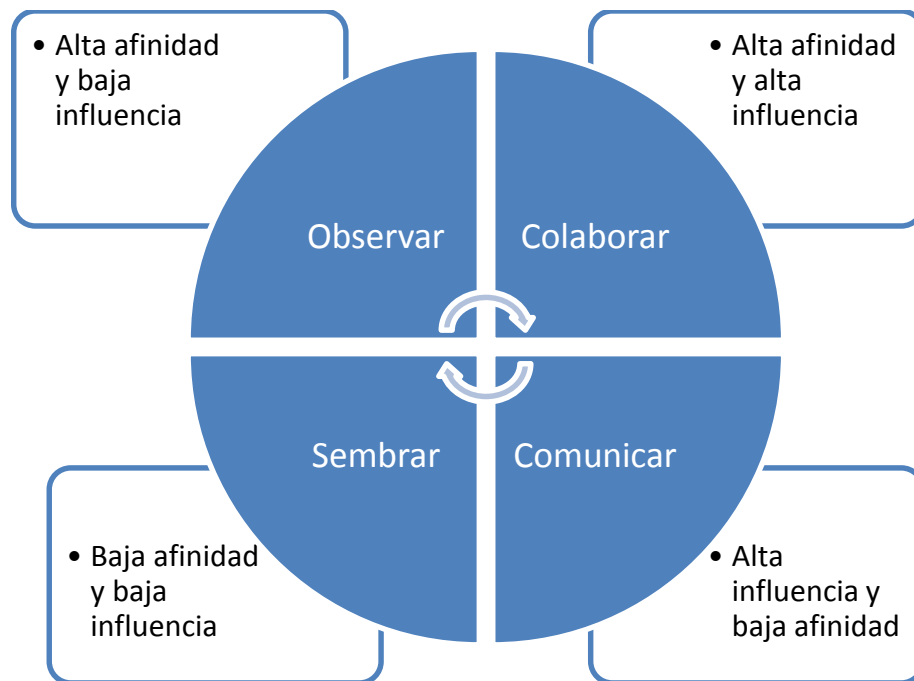 • Alta afinidad
y baja
influencia
• Alta afinidad
y alta
influencia
Observar
Colaborar
Sembrar
Comunicar
• Baja afinidad
y baja
influencia
• Alta
influencia y
baja afinidad